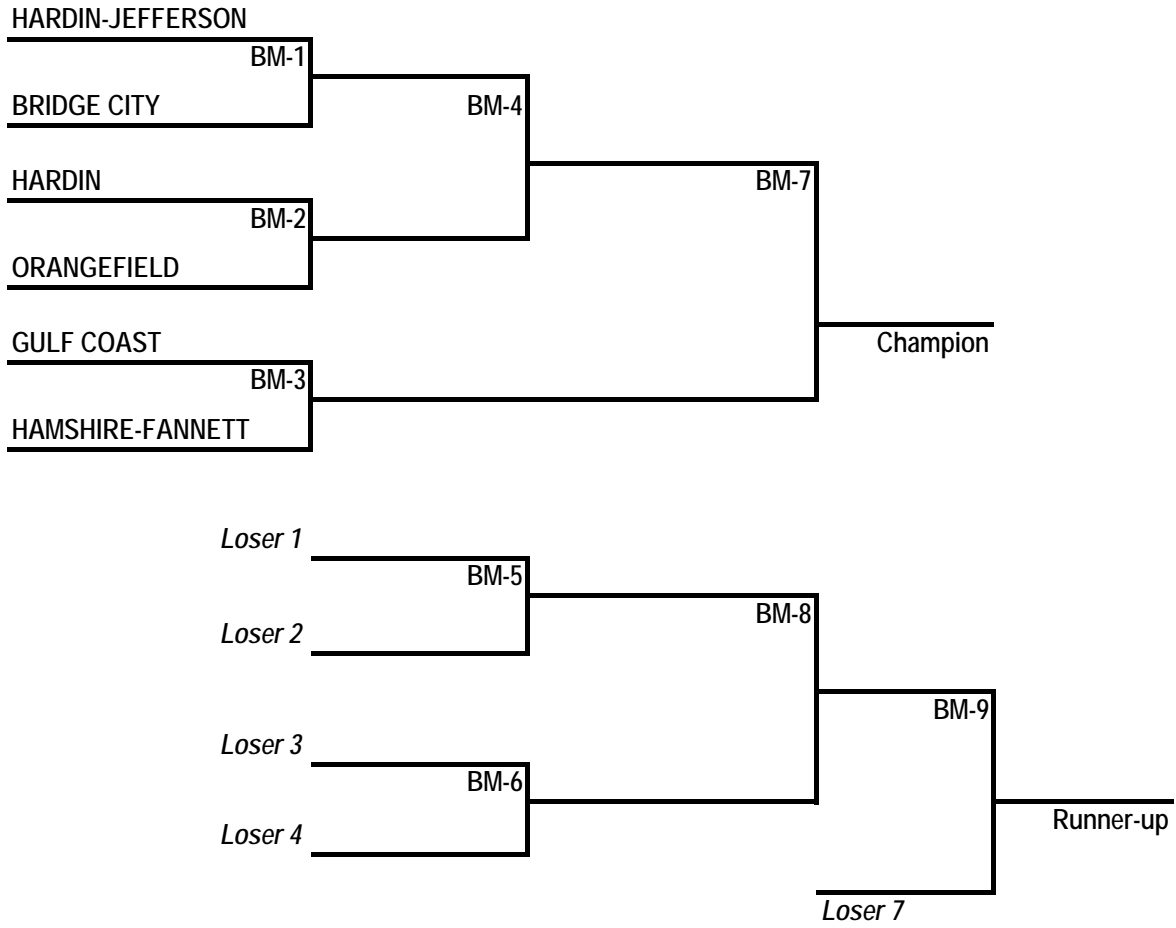 HARDIN-JEFFERSON
BM-1
BRIDGE CITY
BM-4
HARDIN
BM-7
BM-2
ORANGEFIELD
GULF COAST
Champion
BM-3
HAMSHIRE-FANNETT
Loser 1
BM-5
BM-8
Loser 2
BM-9
Loser 3
BM-6
Runner-up
Loser 4
Loser 7